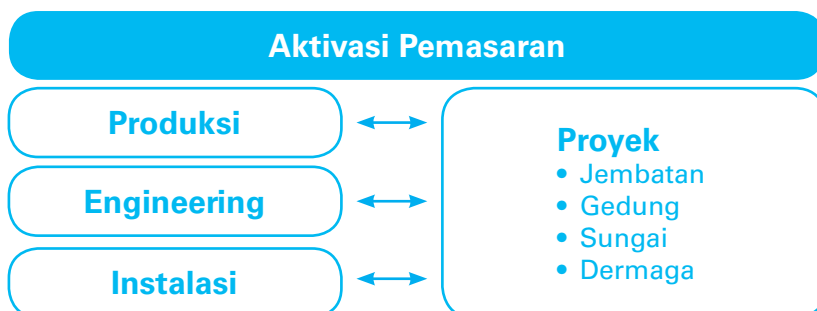 Aktivasi Pemasaran
Produksi
Engineering
Instalasi
Proyek
• Jembatan
• Gedung
• Sungai
• Dermaga